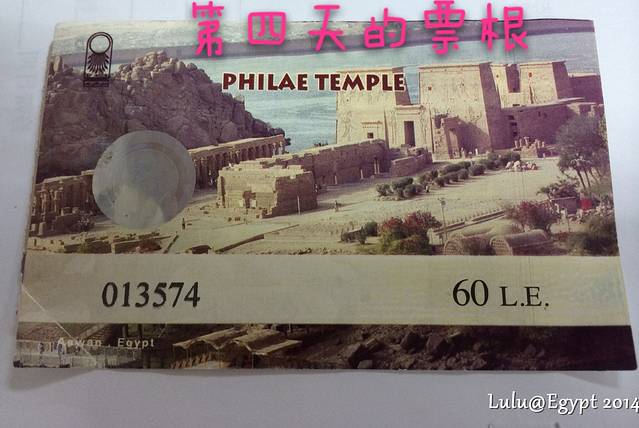 第四天的票根
PHILAE TEMPLE
013574
60 L.E.
Aswan . Egypt
Lulu@Egypt 2014